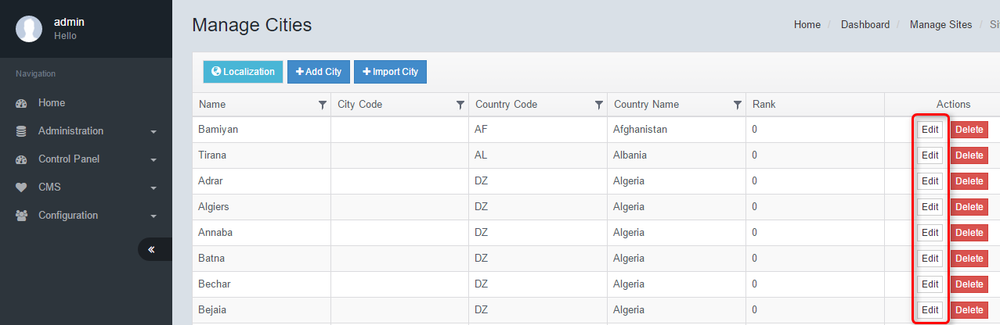 admin
Hello
Navigation
Home
Administration
Control Panel
CMS
Configuration
Manage Cities
Home / Dashboard / Manage Sites / Si
Localization Add City Import City
Name City Code Country Code Country Name Rank Actions
Bamiyan AF Afghanistan 0 Edit Delete
Tirana AL Albania 0 Edit Delete
Adrar DZ Algeria 0 Edit Delete
Algiers DZ Algeria 0 Edit Delete
Annaba DZ Algeria 0 Edit Delete
Batna DZ Algeria 0 Edit Delete
Bechar DZ Algeria 0 Edit Delete
Bejaia DZ Algeria 0 Edit Delete